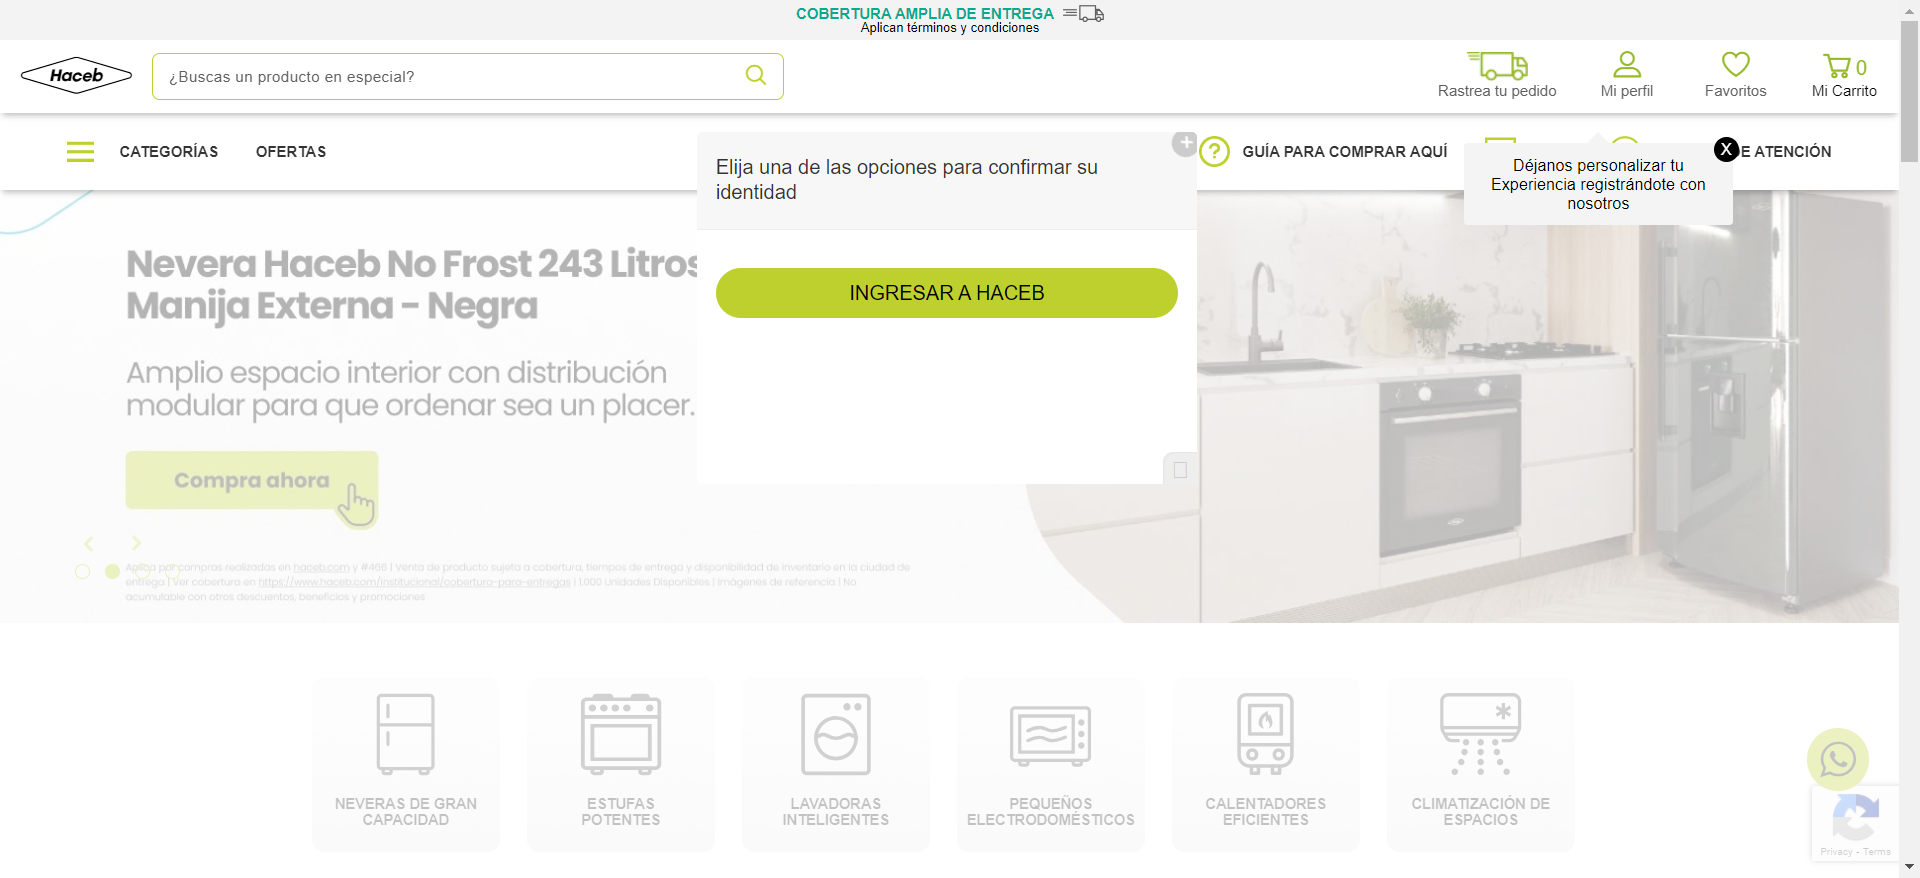 COBERTURA AMPLIA DE ENTREGA
Aplican términos y condiciones
Haceb
¿Buscas un producto en especial?
Rastrea tu pedido
Mi perfil
Favoritos
0
Mi Carrito
CATEGORÍAS
OFERTAS
GUÍA PARA COMPRAR AQUÍ
E ATENCIÓN
X
Déjanos personalizar tu
Experiencia registrándote con
nosotros
Elija una de las opciones para confirmar su
identidad
INGRESAR A HACEB
Nevera Haceb No Frost 243 Litros
Manija Externa - Negra
Amplio espacio interior con distribución
modular para que ordenar sea un placer.
Compra ahora
Aplica por compras realizadas en haceb.com y #466 | Venta de producto sujeta a cobertura, tiempos de entrega y disponibilidad de inventario en la ciudad de
entrega | Ver cobertura en https://www.haceb.com/institucional/cobertura-para-entregas | 1.000 Unidades Disponibles | Imágenes de referencia | No
acumulable con otros descuentos, beneficios y promociones
NEVERAS DE GRAN
CAPACIDAD
ESTUFAS
POTENTES
LAVADORAS
INTELIGENTES
PEQUEÑOS
ELECTRODOMÉSTICOS
CALENTADORES
EFICIENTES
CLIMATIZACIÓN DE
ESPACIOS
Privacy - Terms